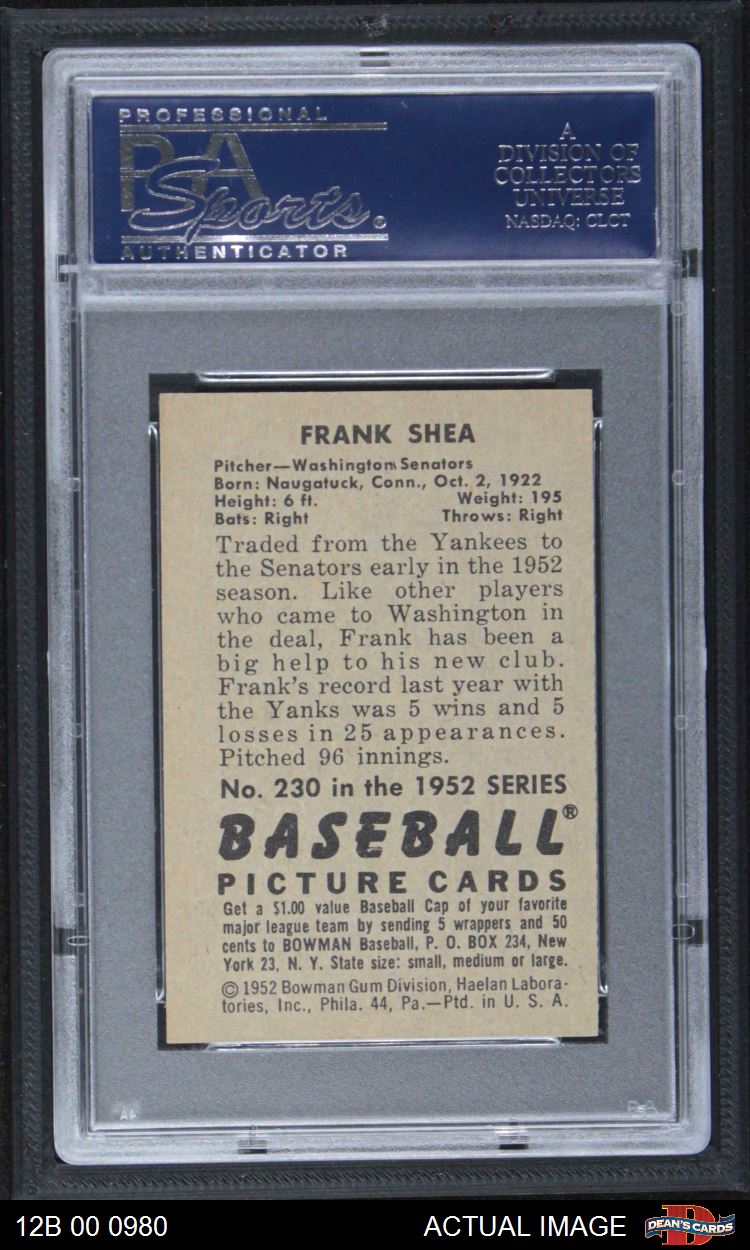 PROFESSIONAL
PSA
Sports®
AUTHENTICATOR
A
DIVISION OF
COLLECTORS
UNIVERSE
NASDAQ: CLCT
FRANK SHEA
Pitcher—Washington Senators
Born: Naugatuck, Conn., Oct. 2, 1922
Height: 6 ft. Weight: 195
Bats: Right Throws: Right
Traded from the Yankees to
the Senators early in the 1952
season. Like other players
who came to Washington in
the deal, Frank has been a
big help to his new club.
Frank's record last year with
the Yanks was 5 wins and 5
losses in 25 appearances.
Pitched 96 innings.
No. 230 in the 1952 SERIES
BASEBALL®
PICTURE CARDS
Get a $1.00 value Baseball Cap of your favorite
major league team by sending 5 wrappers and 50
cents to BOWMAN Baseball, P. O. BOX 234, New
York 23, N. Y. State size: small, medium or large.
© 1952 Bowman Gum Division, Haelan Labora-
tories, Inc., Phila. 44, Pa.—Ptd. in U. S. A.
12B 00 0980 ACTUAL IMAGE DEAN'S CARDS